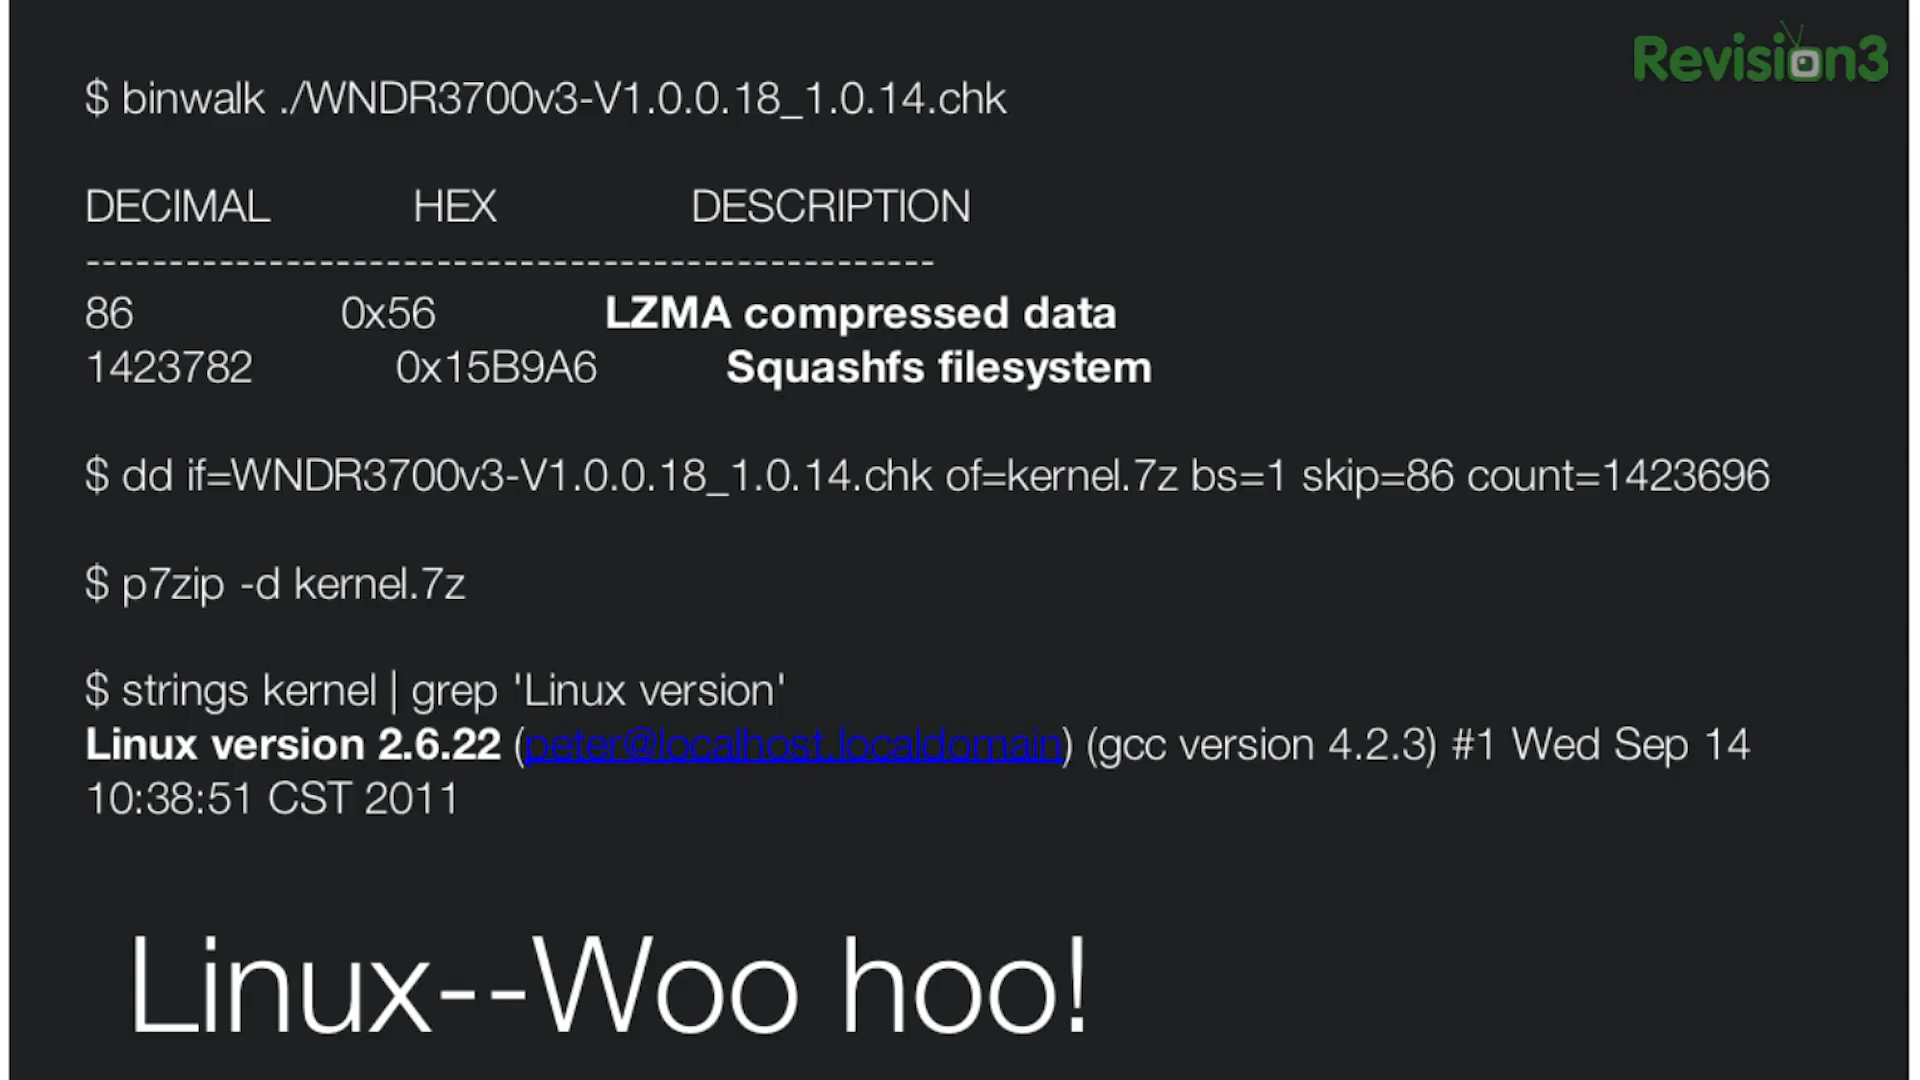 Revision3
$ binwalk ./WNDR3700v3-V1.0.0.18_1.0.14.chk
DECIMAL HEX DESCRIPTION
---------------------------------------------------
86 0x56 LZMA compressed data
1423782 0x15B9A6 Squashfs filesystem
$ dd if=WNDR3700v3-V1.0.0.18_1.0.14.chk of=kernel.7z bs=1 skip=86 count=1423696
$ p7zip -d kernel.7z
$ strings kernel | grep 'Linux version'
Linux version 2.6.22 (peter@localhost.localdomain) (gcc version 4.2.3) #1 Wed Sep 14
10:38:51 CST 2011
Linux--Woo hoo!